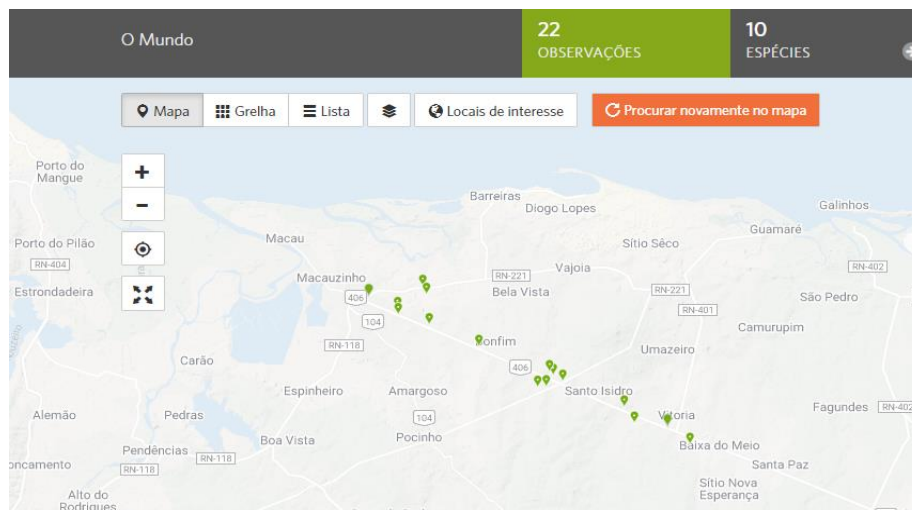 O Mundo
22
OBSERVAÇÕES
10
ESPÉCIES
Mapa
Grelha
Lista
Locais de interesse
Procurar novamente no mapa
Porto do
Mangue
+
−
Barreiras
Diogo Lopes
Galinhos
Guamaré
Porto do Pilão
Macau
Sítio Sêco
RN-404
Macauzinho
RN-221
Vajoia
RN-402
Estrondadeira
406
Bela Vista
RN-221
São Pedro
RN-401
104
Camurupim
RN-118
Umazeiro
Carão
406
Espinheiro
Amargoso
Santo Isidro
Alemão
Pedras
104
Fagundes
RN-402
Boa Vista
Pocinho
Baixa do Meio
Pendências
RN-118
RN-118
oncamento
Santa Paz
Sítio Nova
Esperança
Alto do
Rodrigues